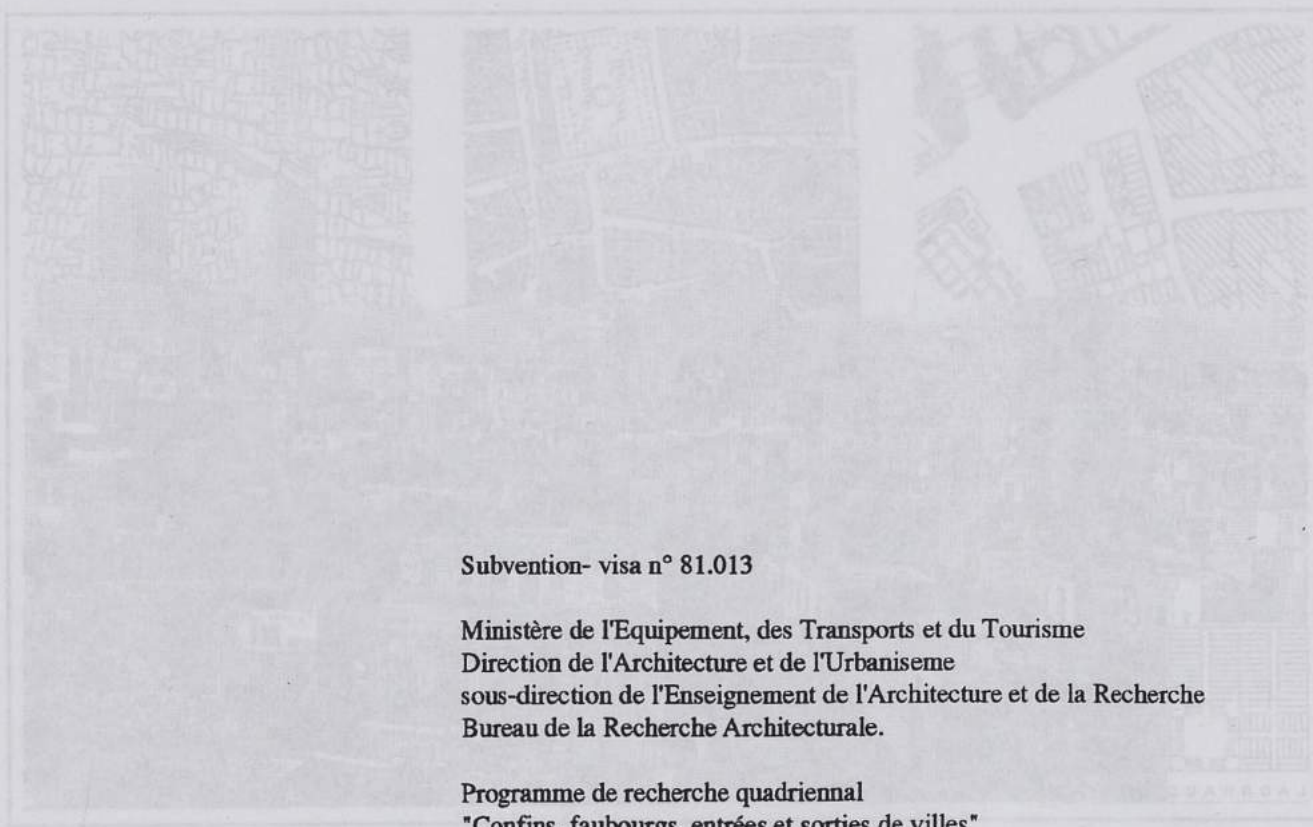 Subvention- visa n° 81.013
Ministère de l'Equipement, des Transports et du Tourisme
Direction de l'Architecture et de l'Urbaniseme
sous-direction de l'Enseignement de l'Architecture et de la Recherche
Bureau de la Recherche Architecturale.
Programme de recherche quadriennal
"Confins, faubourgs, entrées et sorties de villes"